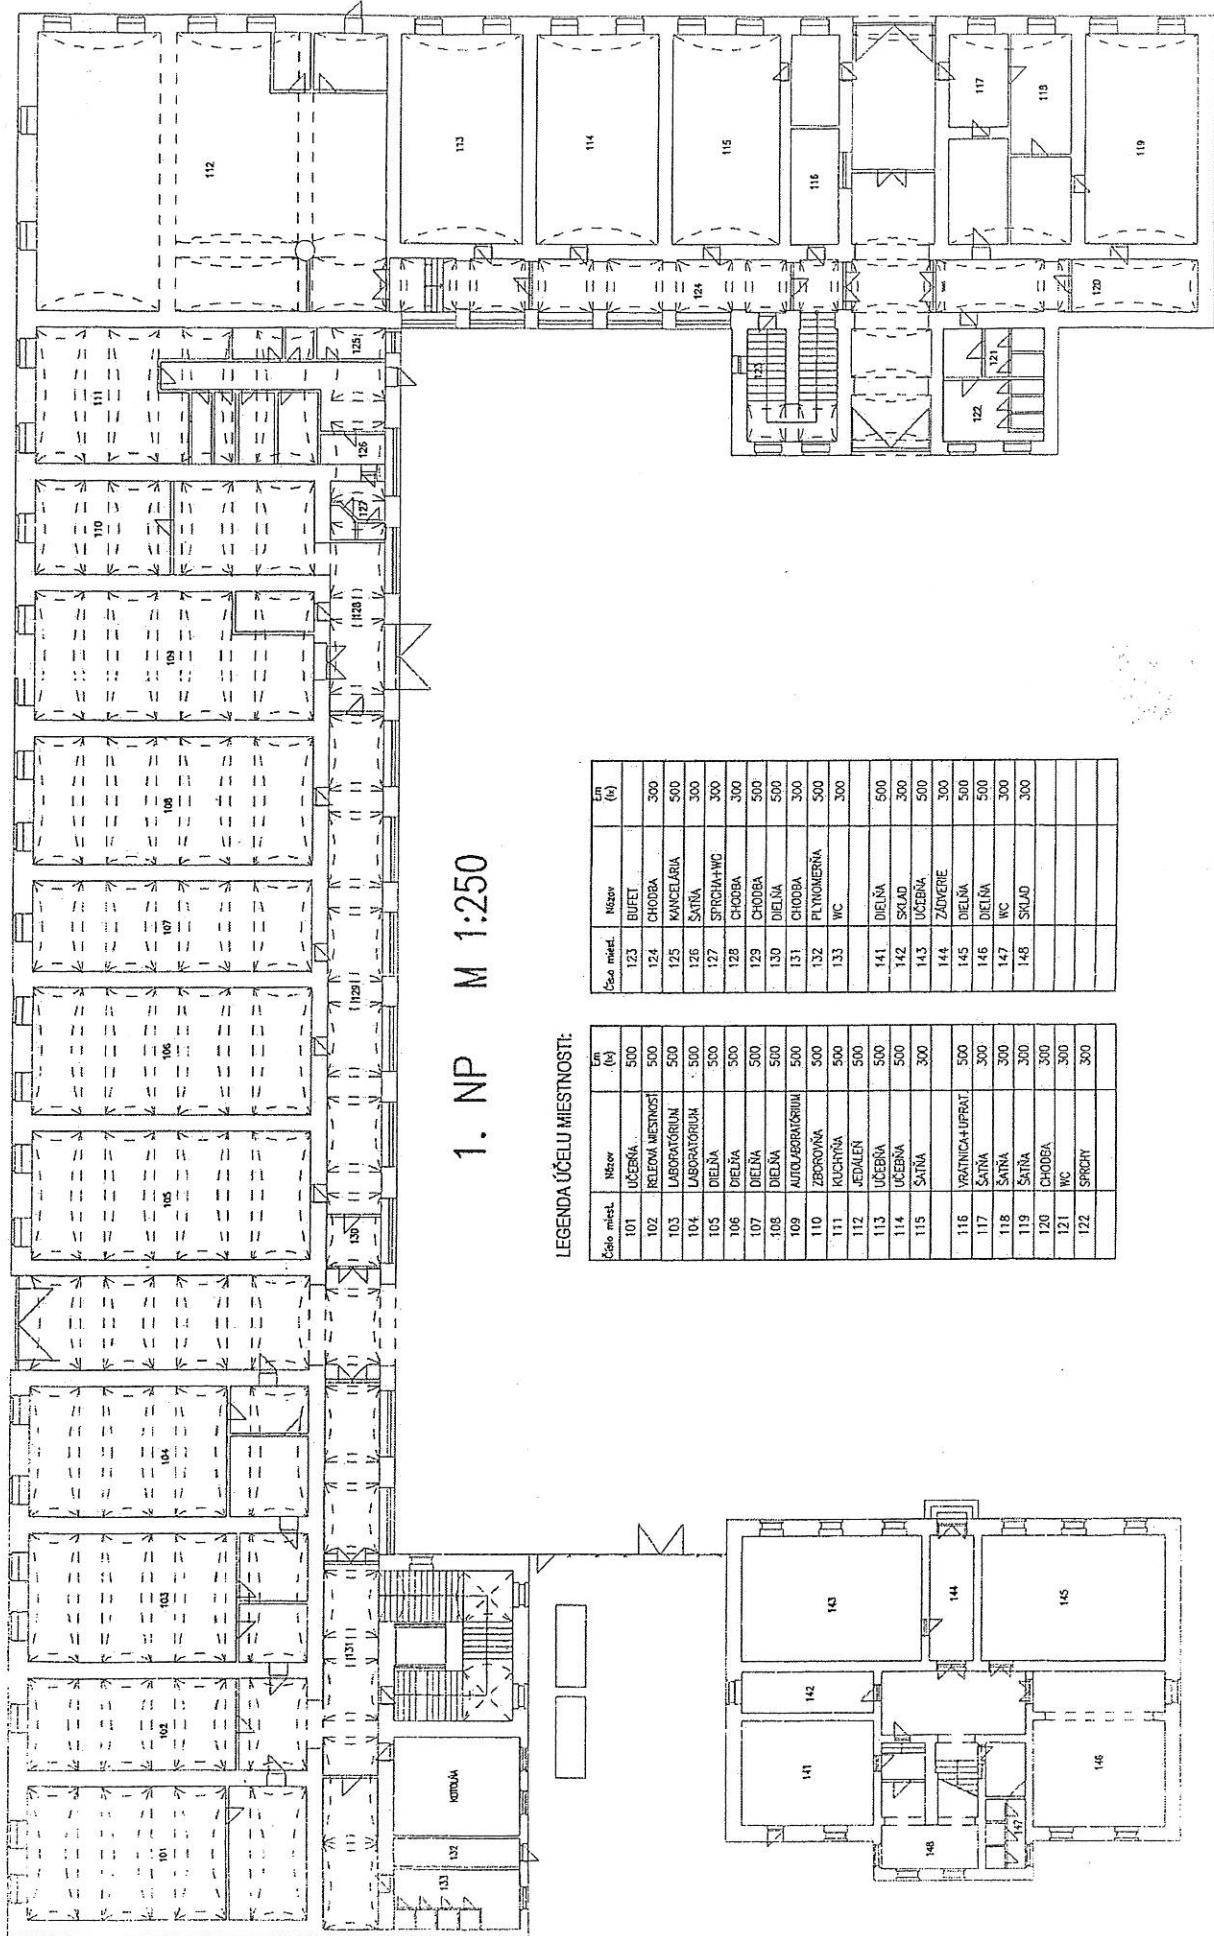 1. NP M 1:250
LEGENDA ÚČELU MIESTNOSTI:
Číslo miest. Názov Em (lx)
101 UČEBŇA 500
102 RELEOVÁ MIESTNOSŤ 500
103 LABORATÓRIUM 500
104 LABORATÓRIUM 500
105 DIELŇA 500
106 DIELŇA 500
107 DIELŇA 500
108 DIELŇA 500
109 AUTOLABORATÓRIUM 500
110 ZBOROVŇA 500
111 KUCHYŇA 500
112 JEDÁLEŇ 500
113 UČEBŇA 500
114 UČEBŇA 500
115 ŠATŇA 300
116 VRÁTNICA+UPRAT 500
117 ŠATŇA 300
118 ŠATŇA 300
119 ŠATŇA 300
120 CHODBA 300
121 WC 300
122 SPRCHY 300
Číslo miest. Názov Em (lx)
123 BUFET
124 CHODBA 300
125 KANCELÁRIA 500
126 ŠATŇA 300
127 SPRCHA+WC 300
128 CHODBA 300
129 CHODBA 500
130 DIELŇA 500
131 CHODBA 300
132 PLYNOMERŇA 500
133 WC 300
141 DIELŇA 500
142 SKLAD 300
143 UČEBŇA 500
144 ZÁDVERIE 300
145 DIELŇA 500
146 DIELŇA 500
147 WC 300
148 SKLAD 300
101
102
103
104
105
106
107
108
109
110
111
112
113
114
115
116
117
118
119
120
121
122
123
124
125
126
127
128
129
130
131
132
133
KOTOLŇA
141
142
143
144
145
146
147
148